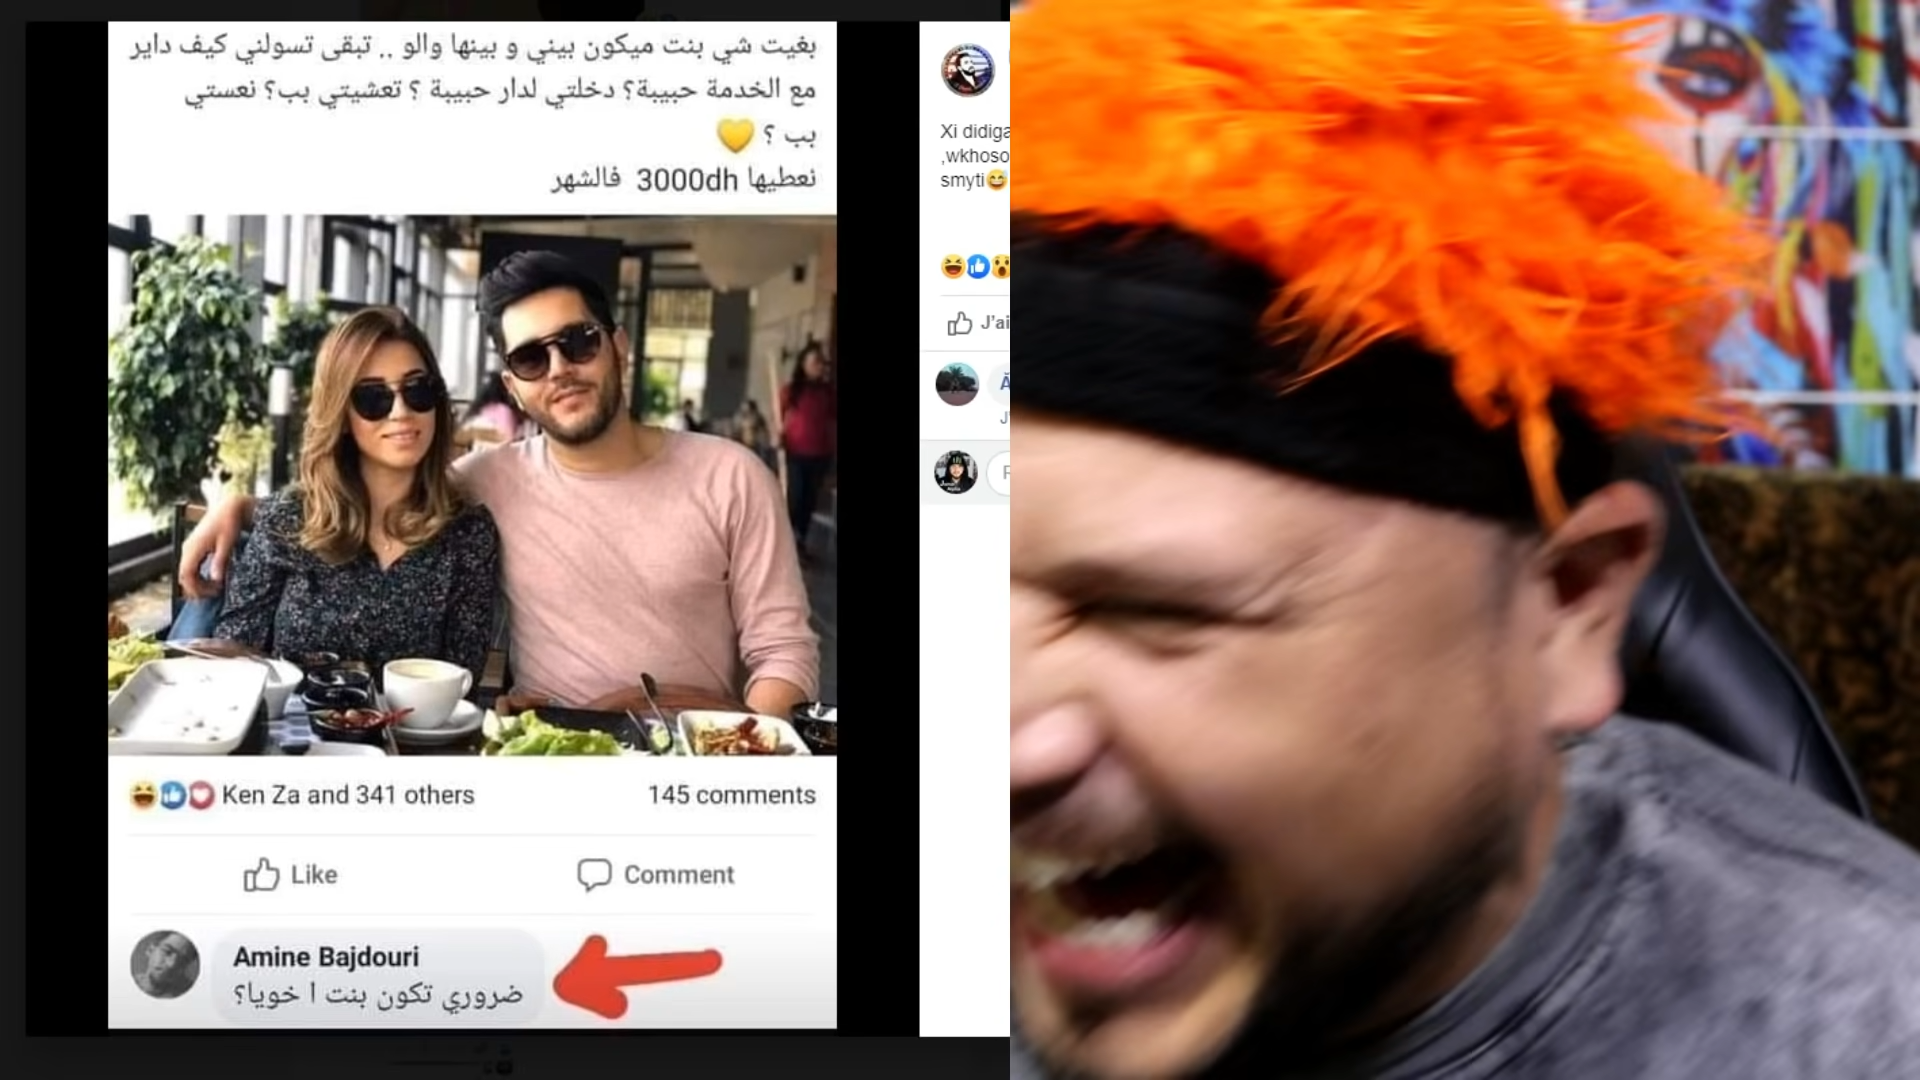 بغيت شي بنت ميكون بيني و بينها والو .. تبقى تسولني كيف داير
مع الخدمة حبيبة؟ دخلتي لدار حبيبة ؟ تعشيتي بب؟ نعستي
بب ؟ 💛
نعطيها 3000dh فالشهر
Ken Za and 341 others
145 comments
Like
Comment
Amine Bajdouri
ضروري تكون بنت ا خويا؟
Xi didiga
,wkhoso
smyti😅
J'ai